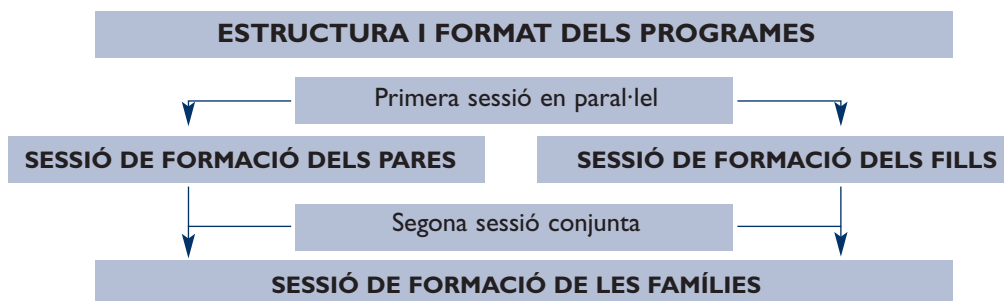 ESTRUCTURA I FORMAT DELS PROGRAMES
Primera sessió en paral·lel
SESSIÓ DE FORMACIÓ DELS PARES
SESSIÓ DE FORMACIÓ DELS FILLS
Segona sessió conjunta
SESSIÓ DE FORMACIÓ DE LES FAMÍLIES